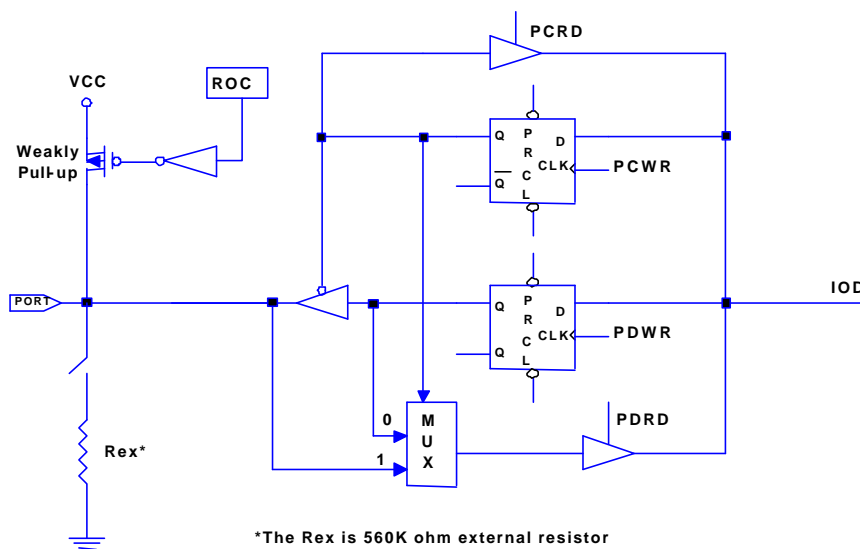 PCRD
VCC
ROC
Weakly
Pull-up
Q
P
R
C
L
D
CLK
Q
PCWR
PORT
IOD
Q
P
R
C
L
D
CLK
Q
PDWR
0
1
M
U
X
PDRD
Rex*
*The Rex is 560K ohm external resistor